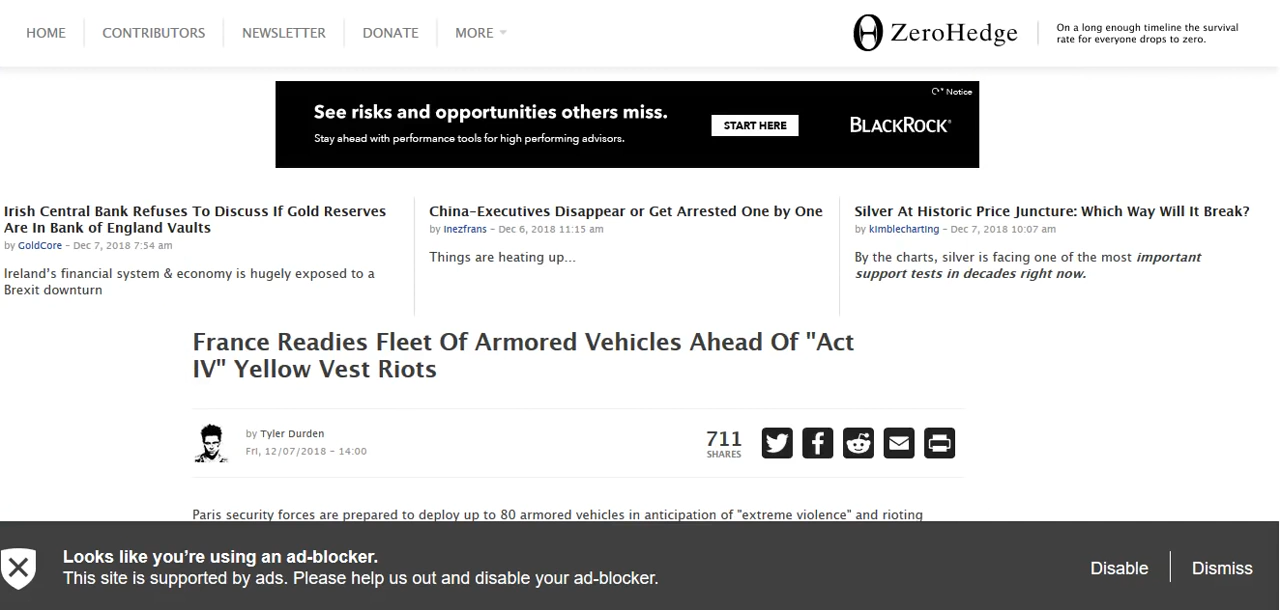 HOME
CONTRIBUTORS
NEWSLETTER
DONATE
MORE
ZeroHedge
On a long enough timeline the survival
rate for everyone drops to zero.
Notice
See risks and opportunities others miss.
Stay ahead with performance tools for high performing advisors.
START HERE
BLACKROCK®
Irish Central Bank Refuses To Discuss If Gold Reserves
Are In Bank of England Vaults
by GoldCore – Dec 7, 2018 7:54 am
Ireland's financial system & economy is hugely exposed to a
Brexit downturn
China–Executives Disappear or Get Arrested One by One
by Inezfrans – Dec 6, 2018 11:15 am
Things are heating up...
Silver At Historic Price Juncture: Which Way Will It Break?
by kimblecharting – Dec 7, 2018 10:07 am
By the charts, silver is facing one of the most important
support tests in decades right now.
France Readies Fleet Of Armored Vehicles Ahead Of "Act
IV" Yellow Vest Riots
by Tyler Durden
Fri, 12/07/2018 – 14:00
711
SHARES
Paris security forces are prepared to deploy up to 80 armored vehicles in anticipation of "extreme violence" and rioting
Looks like you're using an ad-blocker.
This site is supported by ads. Please help us out and disable your ad-blocker.
Disable
Dismiss